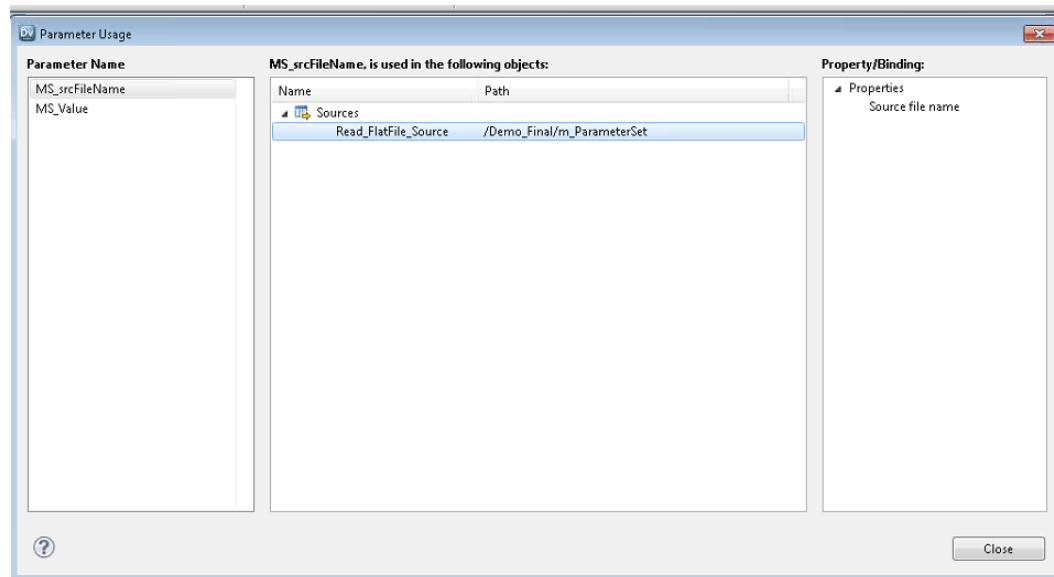 Dv Parameter Usage
Parameter Name
MS_srcFileName
MS_Value
MS_srcFileName, is used in the following objects:
Name Path
Sources
Read_FlatFile_Source /Demo_Final/m_ParameterSet
Property/Binding:
Properties
Source file name
?
Close